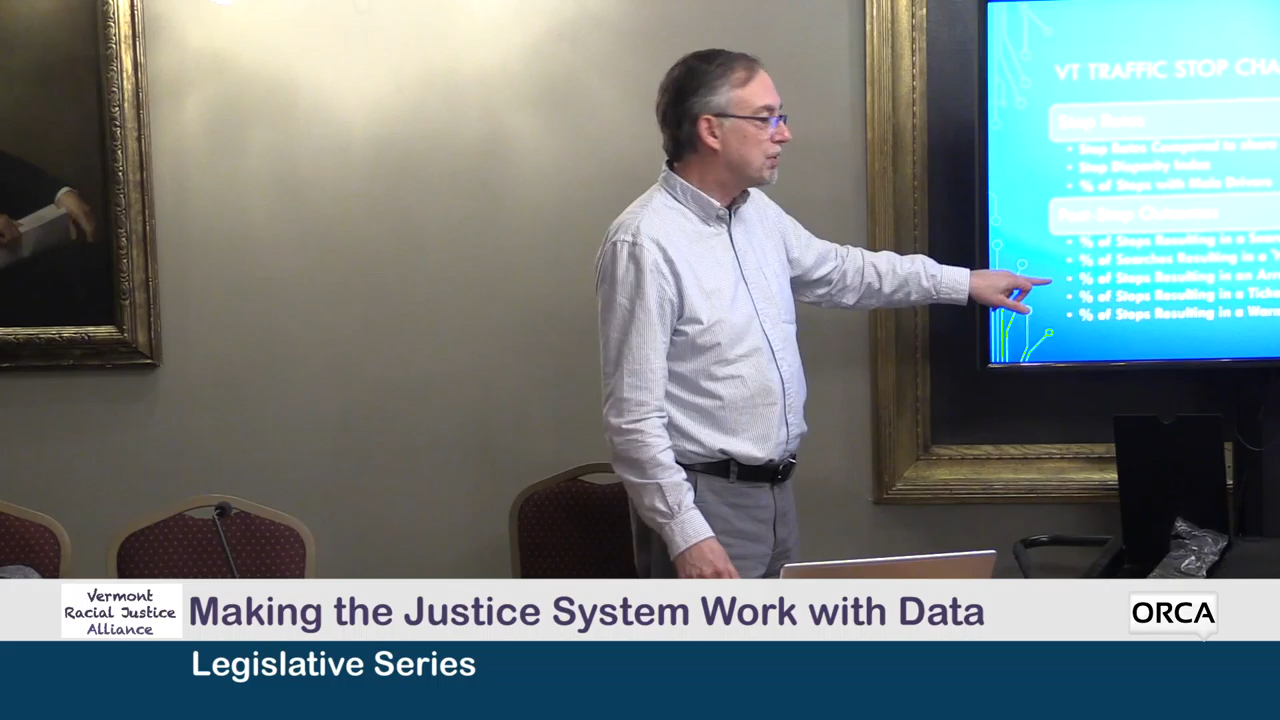 VT TRAFFIC STOP CHA
Stop Rates
• Stop Rates Compared to share
• Stop Disparity Index
• % of Stops with Male Drivers
Post Stop Outcomes
• % of Stops Resulting in a Sear
• % of Searches Resulting in a "
• % of Stops Resulting in an Arr
• % of Stops Resulting in a Ticke
• % of Stops Resulting in a Warn
Vermont
Racial Justice
Alliance
Making the Justice System Work with Data
ORCA
Legislative Series